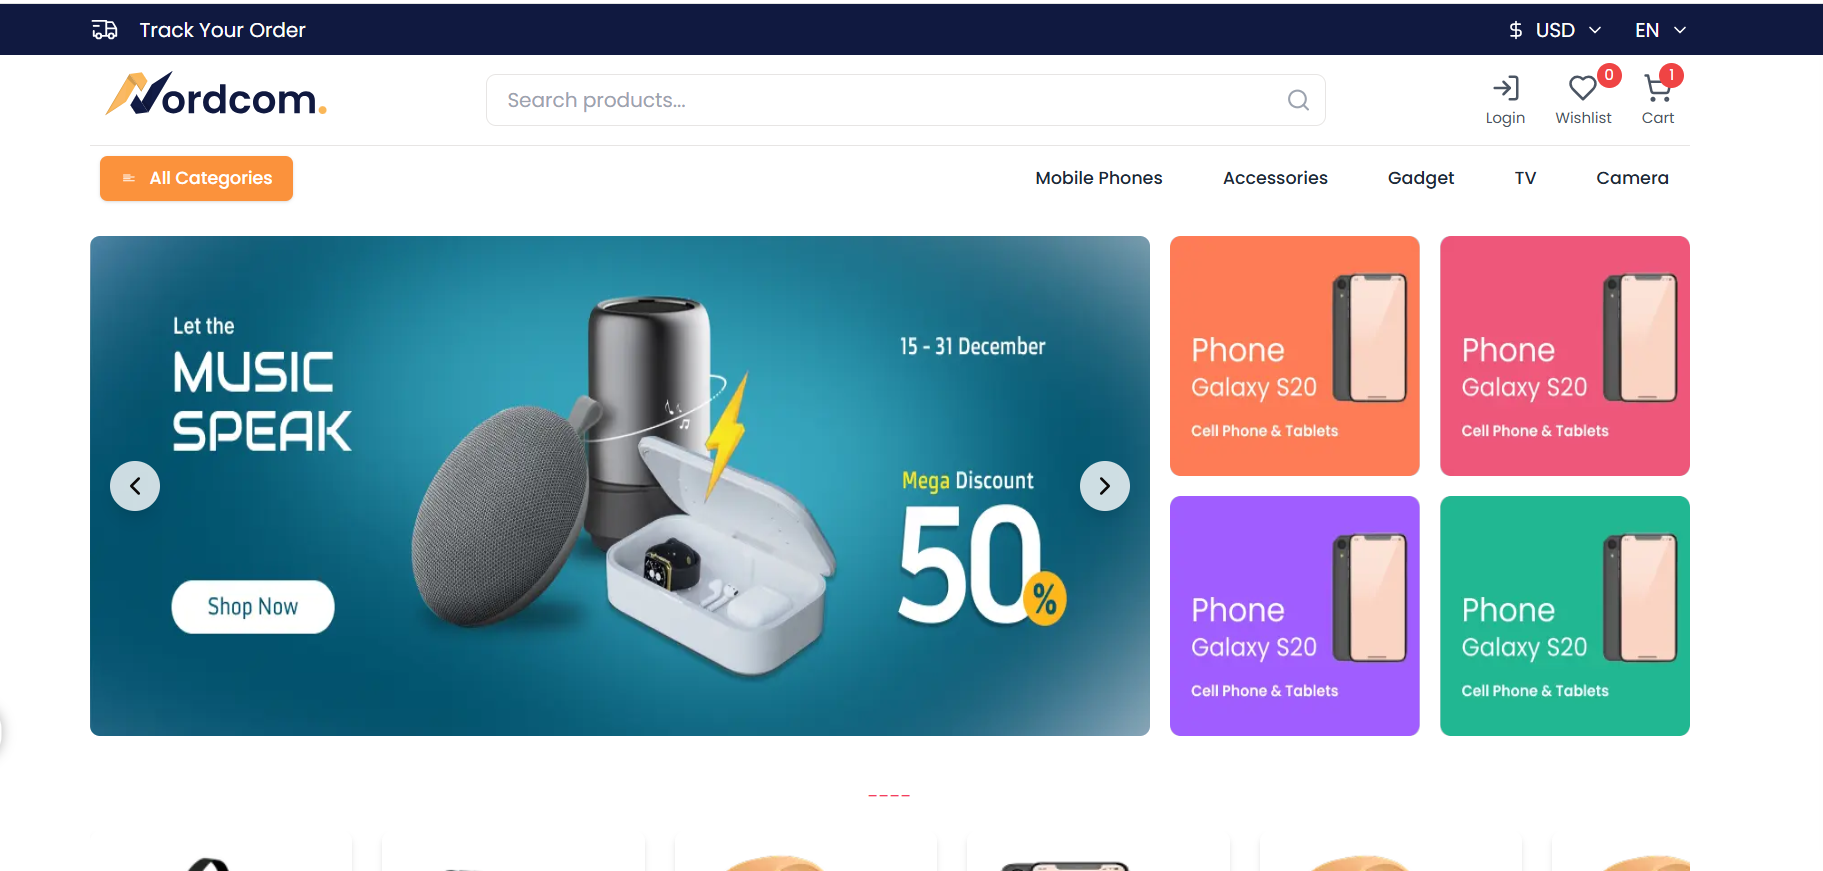 Track Your Order
$ USD
EN
Nordcom.
Search products...
0
1
Login
Wishlist
Cart
All Categories
Mobile Phones
Accessories
Gadget
TV
Camera
Let the
MUSIC
SPEAK
15 - 31 December
Mega Discount
50%
Shop Now
Phone
Galaxy S20
Cell Phone & Tablets
Phone
Galaxy S20
Cell Phone & Tablets
Phone
Galaxy S20
Cell Phone & Tablets
Phone
Galaxy S20
Cell Phone & Tablets
----